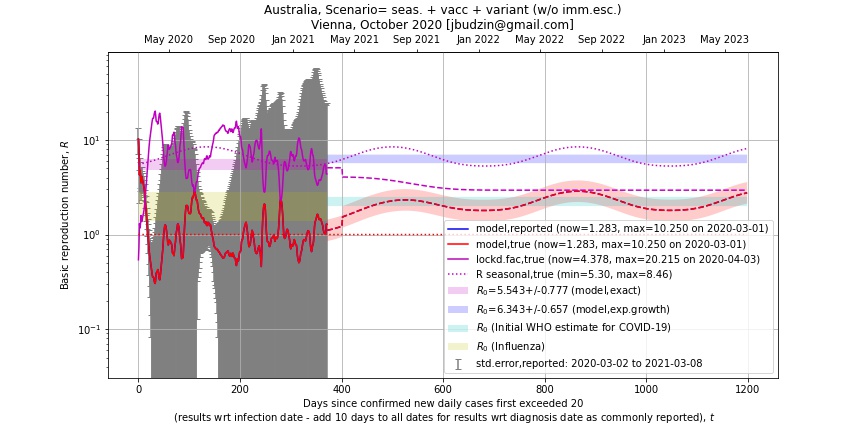 Australia, Scenario= seas. + vacc + variant (w/o imm.esc.)
Vienna, October 2020 [jbudzin@gmail.com]
May 2020 Sep 2020 Jan 2021 May 2021 Sep 2021 Jan 2022 May 2022 Sep 2022 Jan 2023 May 2023
Basic reproduction number, R
10¹
10⁰
10⁻¹
model,reported (now=1.283, max=10.250 on 2020-03-01)
model,true (now=1.283, max=10.250 on 2020-03-01)
lockd.fac,true (now=4.378, max=20.215 on 2020-04-03)
R seasonal,true (min=5.30, max=8.46)
R₀=5.543+/-0.777 (model,exact)
R₀=6.343+/-0.657 (model,exp.growth)
R₀ (Initial WHO estimate for COVID-19)
R₀ (Influenza)
std.error,reported: 2020-03-02 to 2021-03-08
0 200 400 600 800 1000 1200
Days since confirmed new daily cases first exceeded 20
(results wrt infection date - add 10 days to all dates for results wrt diagnosis date as commonly reported), t